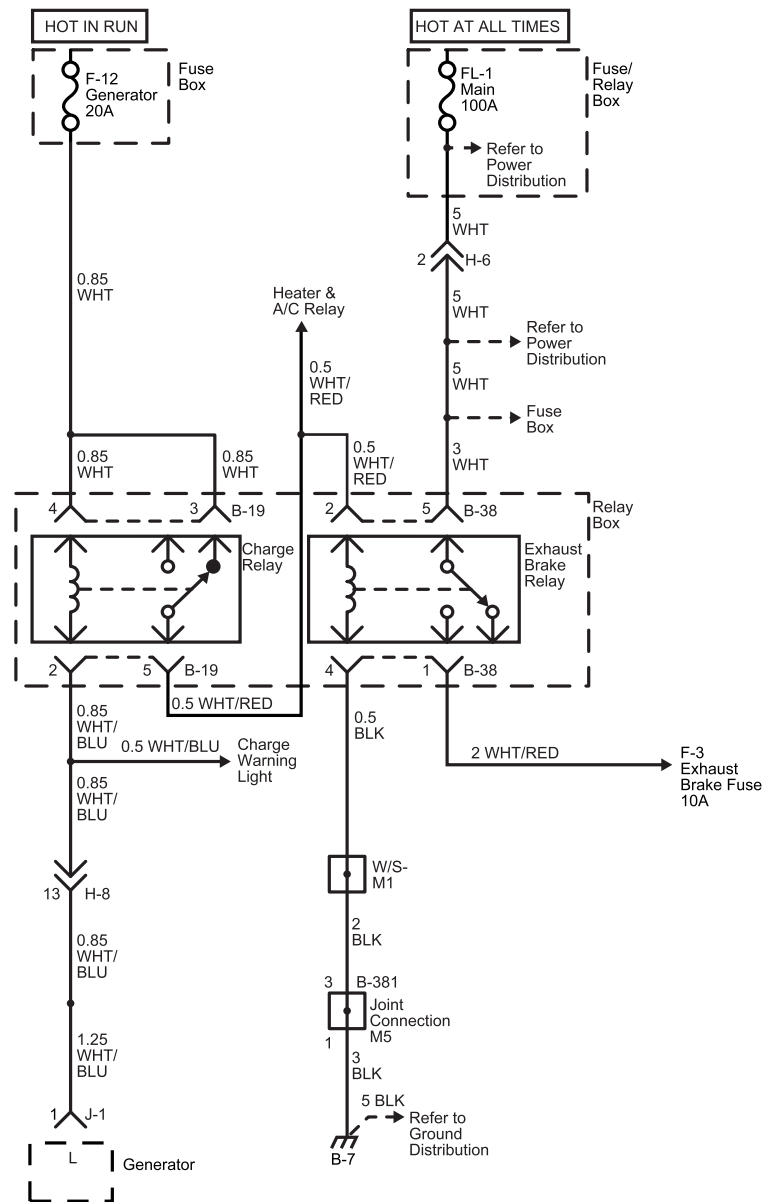 HOT IN RUN
HOT AT ALL TIMES
F-12
Generator
20A
Fuse
Box
FL-1
Main
100A
Fuse/
Relay
Box
Refer to
Power
Distribution
5
WHT
2
H-6
0.85
WHT
Heater &
A/C Relay
5
WHT
Refer to
Power
Distribution
0.5
WHT/
RED
5
WHT
Fuse
Box
0.85
WHT
0.85
WHT
0.5
WHT/
RED
3
WHT
4
3
B-19
2
5
B-38
Relay
Box
Charge
Relay
Exhaust
Brake
Relay
2
5
B-19
4
1
B-38
0.5 WHT/RED
0.85
WHT/
BLU
0.5 WHT/BLU
Charge
Warning
Light
0.5
BLK
2 WHT/RED
F-3
Exhaust
Brake Fuse
10A
0.85
WHT/
BLU
W/S-
M1
13
H-8
2
BLK
0.85
WHT/
BLU
3
B-381
Joint
Connection
M5
1
1.25
WHT/
BLU
3
BLK
5 BLK
Refer to
Ground
Distribution
1
J-1
B-7
L
Generator